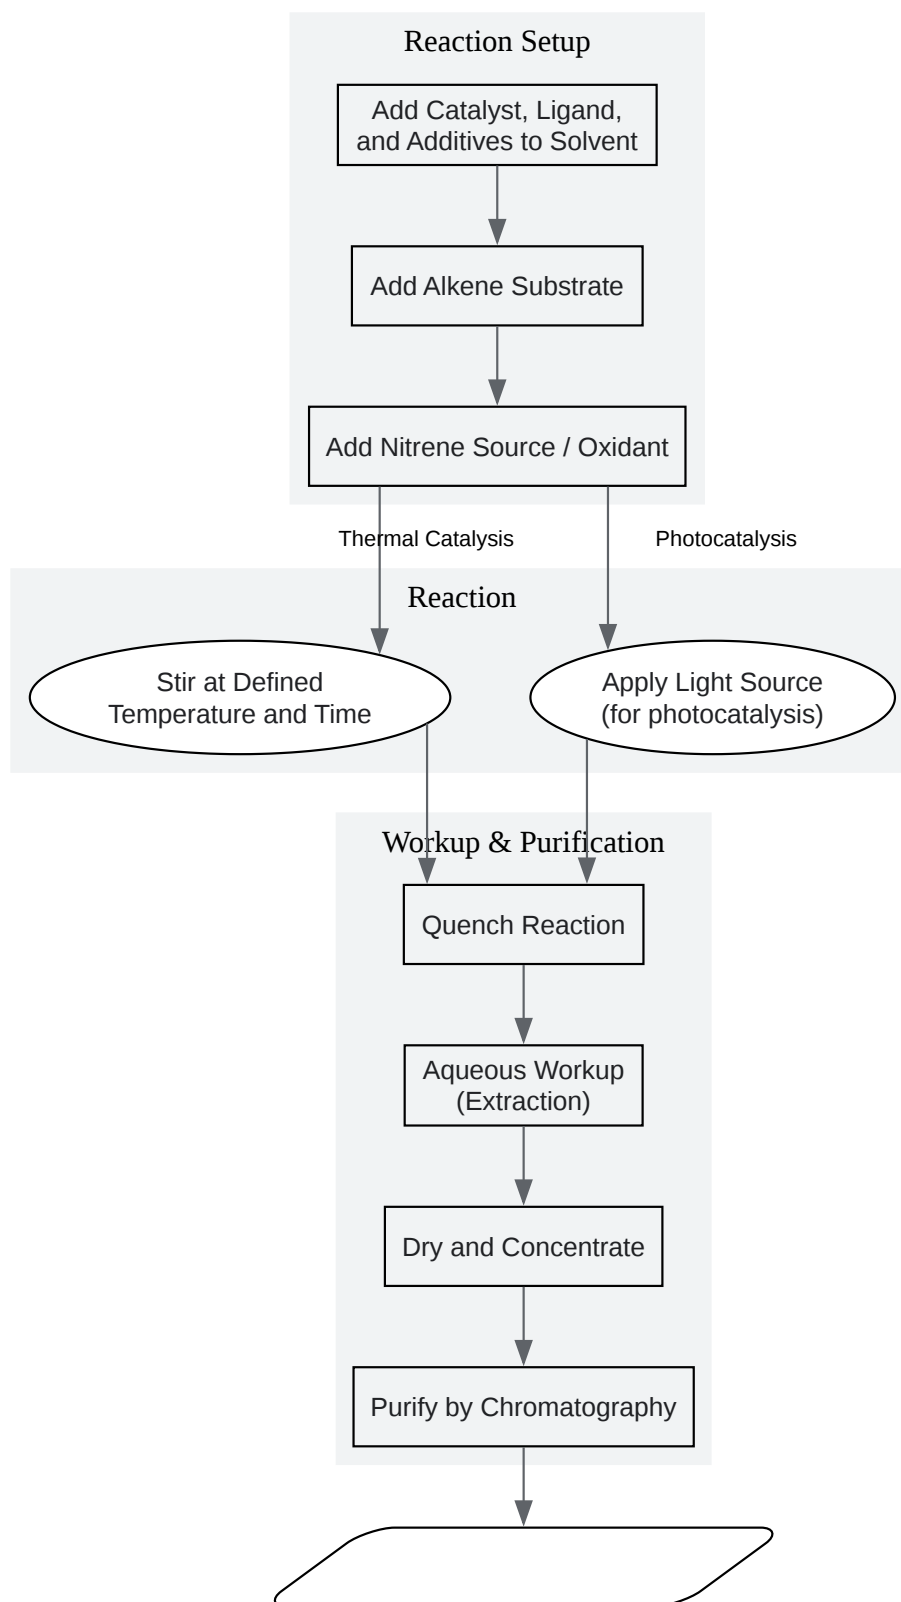 Reaction Setup
Add Catalyst, Ligand,
and Additives to Solvent
Add Alkene Substrate
Add Nitrene Source / Oxidant
Thermal Catalysis
Photocatalysis
Reaction
Stir at Defined
Temperature and Time
Apply Light Source
(for photocatalysis)
Workup & Purification
Quench Reaction
Aqueous Workup
(Extraction)
Dry and Concentrate
Purify by Chromatography